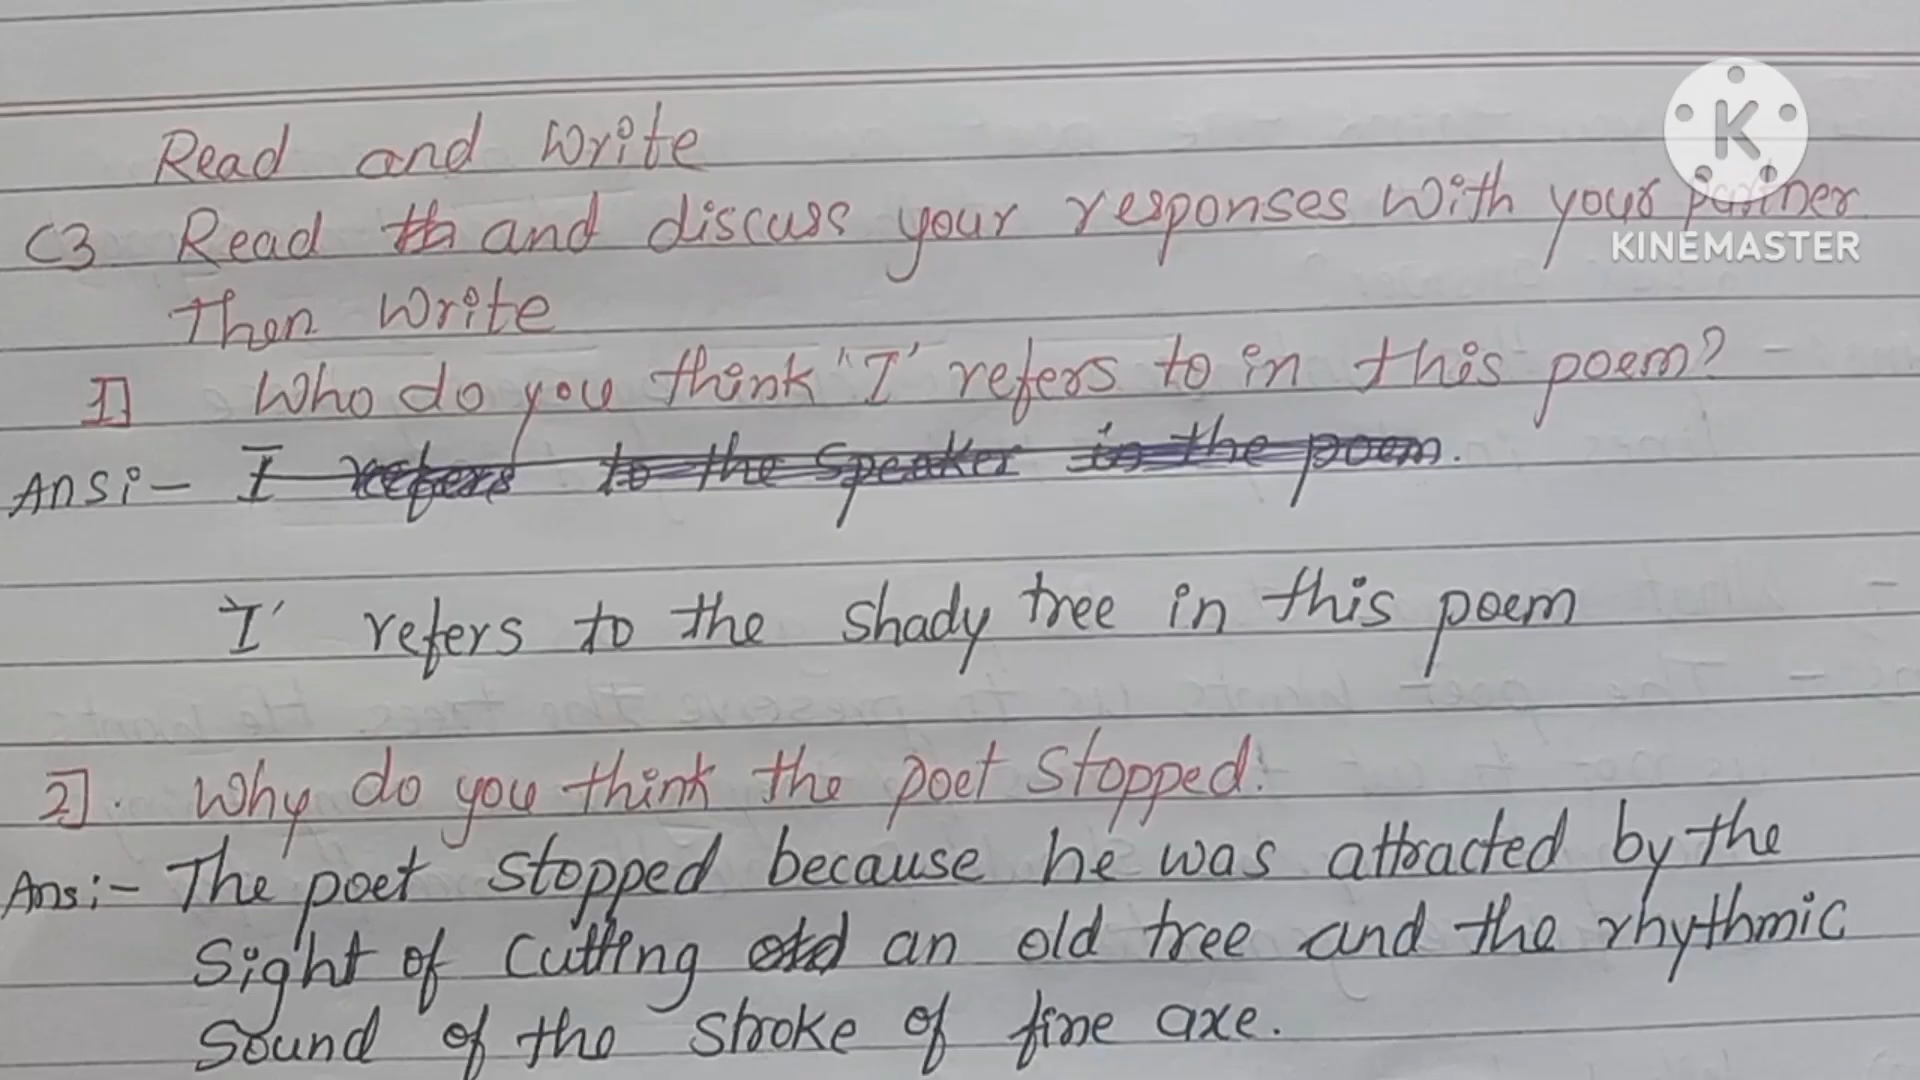 Read and Write
C3 Read th and discuss your responses with your partner
Then Write
1] Who do you think 'I' refers to in this poem?
Ans:- I refers to the speaker in the poem.
'I' refers to the shady tree in this poem
2]. Why do you think the poet stopped.
Ans:- The poet stopped because he was attracted by the
sight of cutting old an old tree and the rhythmic
sound of the stroke of fine axe.
K
KINEMASTER